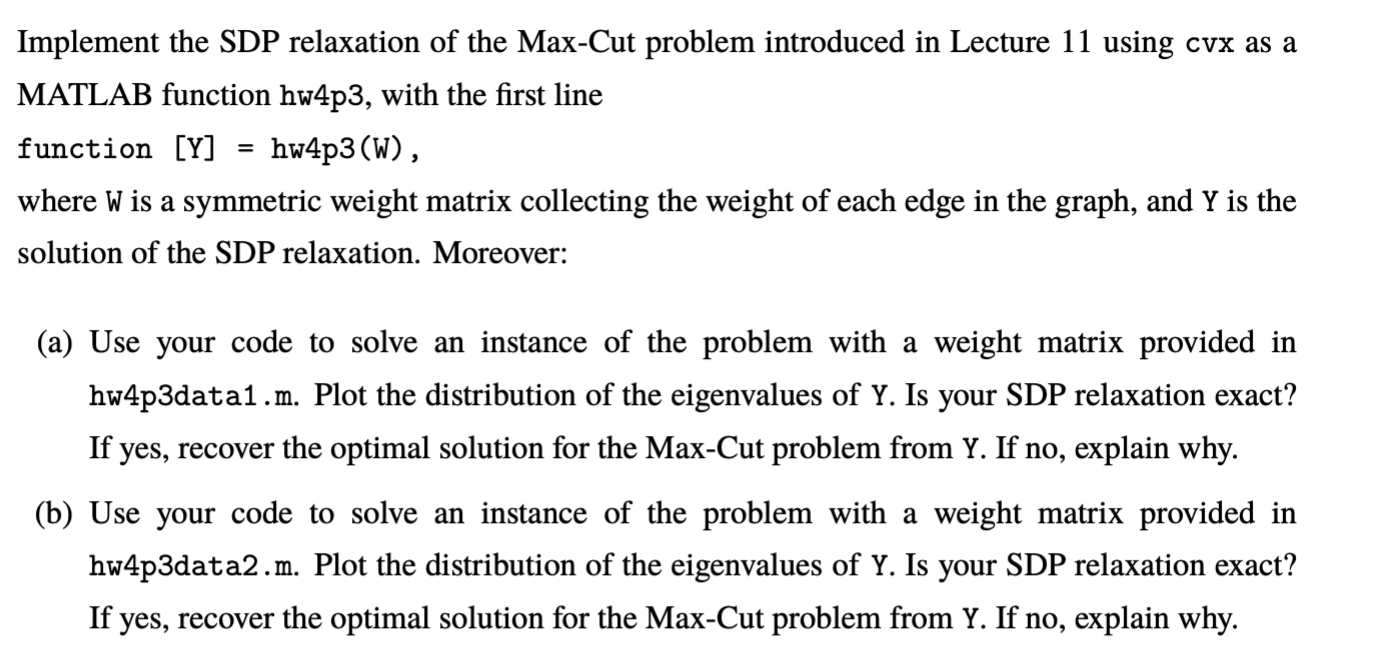 Implement the SDP relaxation of the Max-Cut problem introduced in Lecture 11 using cvx as a
MATLAB function hw4p3, with the first line
function [Y] = hw4p3(W),
where W is a symmetric weight matrix collecting the weight of each edge in the graph, and Y is the
solution of the SDP relaxation. Moreover:
(a) Use your code to solve an instance of the problem with a weight matrix provided in
hw4p3data1.m. Plot the distribution of the eigenvalues of Y. Is your SDP relaxation exact?
If yes, recover the optimal solution for the Max-Cut problem from Y. If no, explain why.
(b) Use your code to solve an instance of the problem with a weight matrix provided in
hw4p3data2.m. Plot the distribution of the eigenvalues of Y. Is your SDP relaxation exact?
If yes, recover the optimal solution for the Max-Cut problem from Y. If no, explain why.